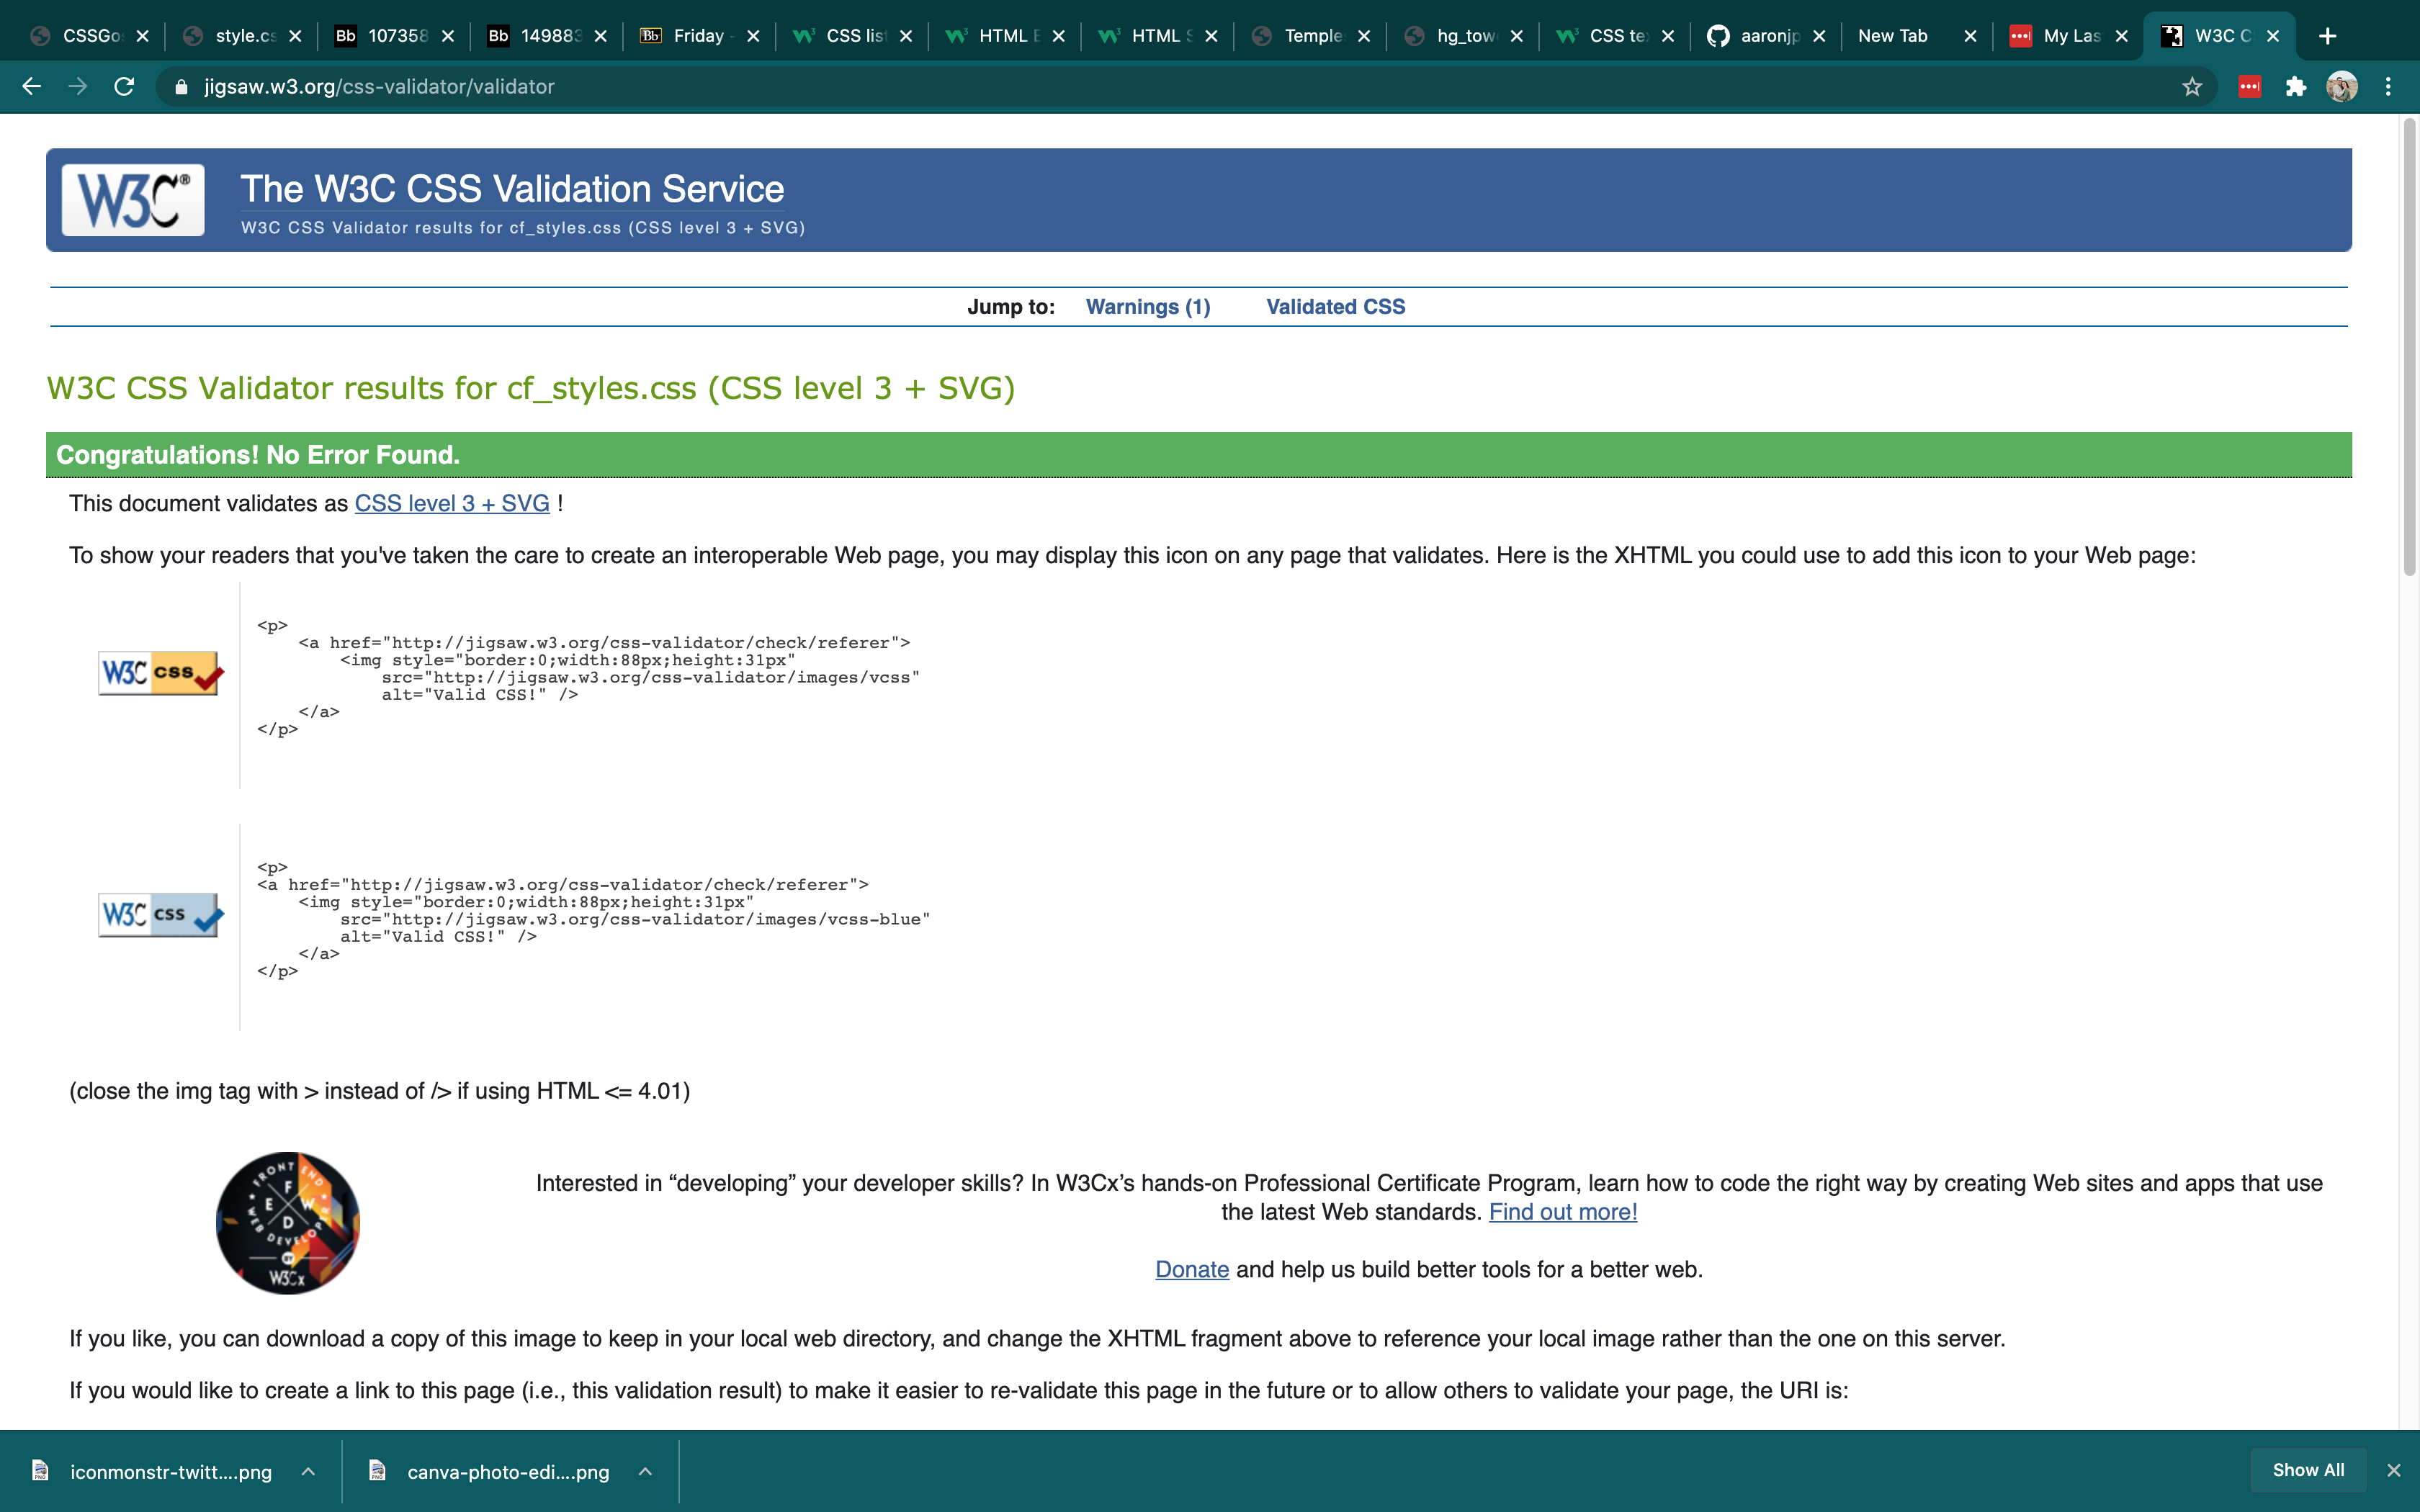 CSSGo
style.cs
Bb 107358
Bb 149883
Bb Friday -
CSS list
HTML E
HTML S
Temple
hg_tow
CSS te
aaronjp
New Tab
My Las
W3C C
jigsaw.w3.org/css-validator/validator
W3C®
The W3C CSS Validation Service
W3C CSS Validator results for cf_styles.css (CSS level 3 + SVG)
Jump to: Warnings (1) Validated CSS
W3C CSS Validator results for cf_styles.css (CSS level 3 + SVG)
Congratulations! No Error Found.
This document validates as CSS level 3 + SVG !
To show your readers that you've taken the care to create an interoperable Web page, you may display this icon on any page that validates. Here is the XHTML you could use to add this icon to your Web page:
W3C css
<p>
<a href="http://jigsaw.w3.org/css-validator/check/referer">
<img style="border:0;width:88px;height:31px"
src="http://jigsaw.w3.org/css-validator/images/vcss"
alt="Valid CSS!" />
</a>
</p>
W3C css
<p>
<a href="http://jigsaw.w3.org/css-validator/check/referer">
<img style="border:0;width:88px;height:31px"
src="http://jigsaw.w3.org/css-validator/images/vcss-blue"
alt="Valid CSS!" />
</a>
</p>
(close the img tag with > instead of /> if using HTML <= 4.01)
FRONT END
F E W D
WEB DEVELOPER
BY
W3Cx
Interested in “developing” your developer skills? In W3Cx’s hands-on Professional Certificate Program, learn how to code the right way by creating Web sites and apps that use
the latest Web standards. Find out more!
Donate and help us build better tools for a better web.
If you like, you can download a copy of this image to keep in your local web directory, and change the XHTML fragment above to reference your local image rather than the one on this server.
If you would like to create a link to this page (i.e., this validation result) to make it easier to re-validate this page in the future or to allow others to validate your page, the URI is:
iconmonstr-twitt....png
canva-photo-edi....png
Show All